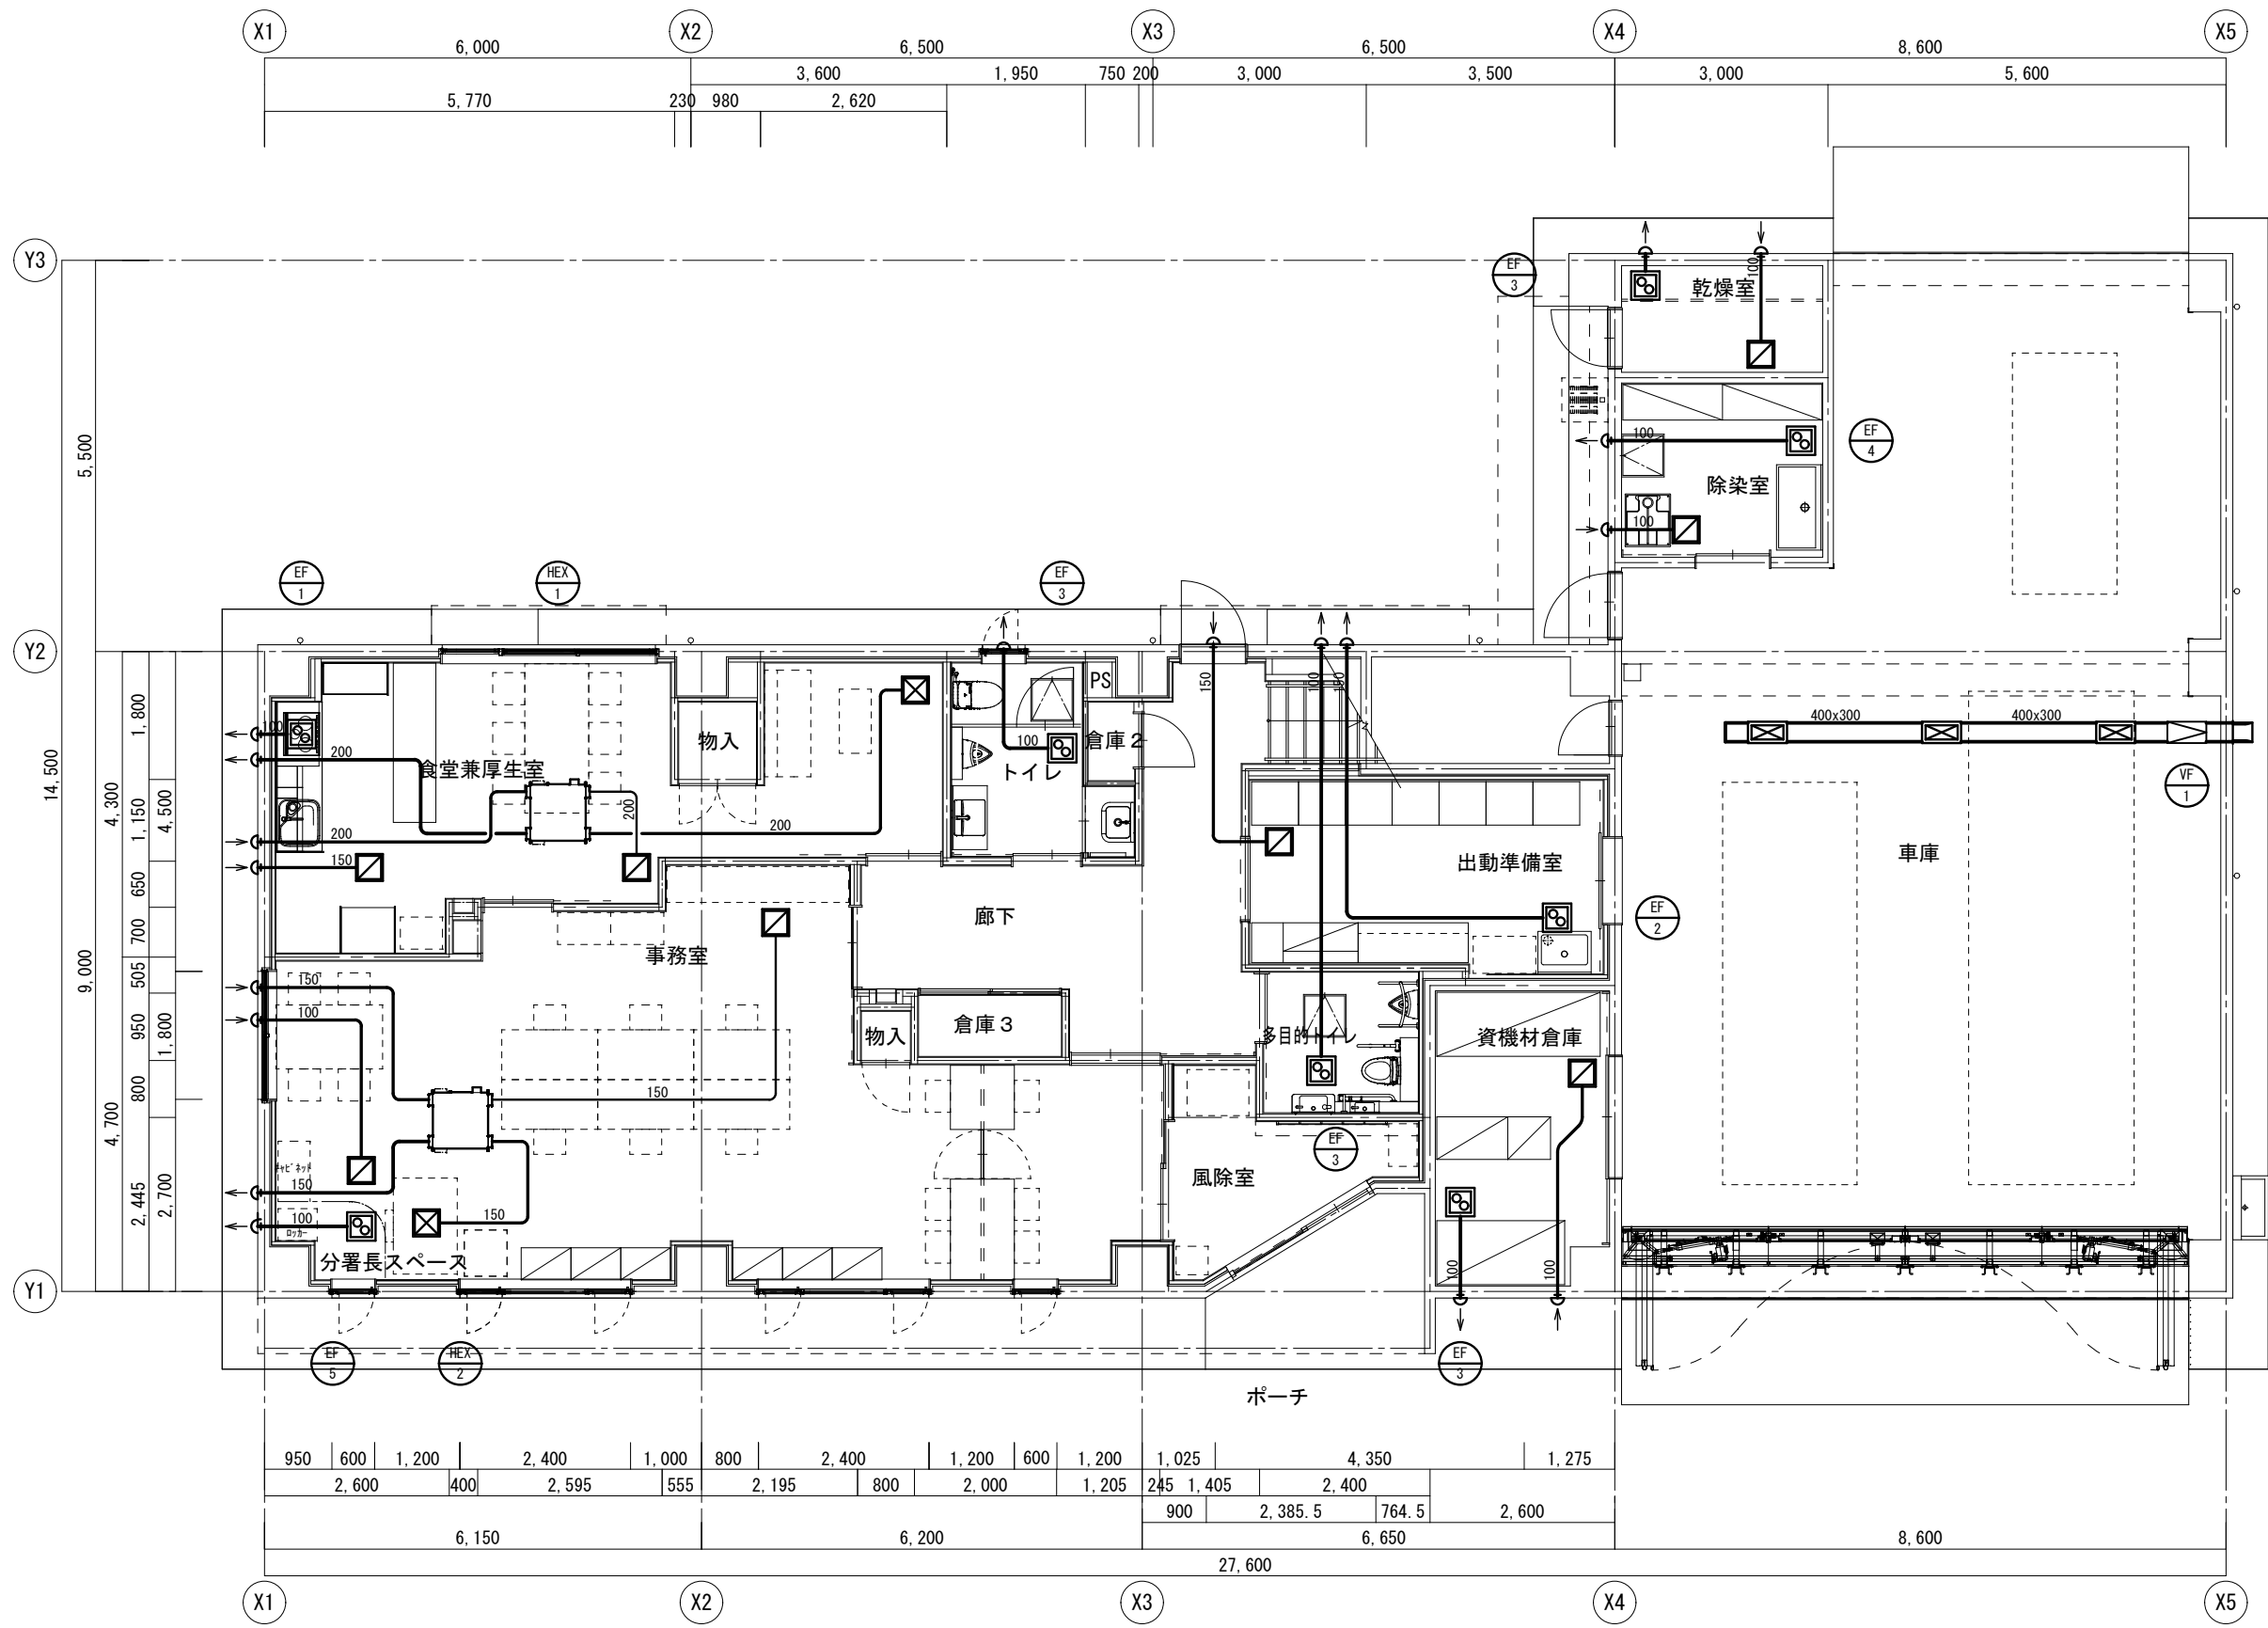 X1 X2 X3 X4 X5
6,000 6,500 6,500 8,600
3,600 1,950 750 200 3,000 3,500 3,000 5,600
5,770 230 980 2,620
Y3
EF
3
100
乾燥室
5,500
100
EF
4
除染室
100
EF
1
HEX
1
EF
3
Y2
PS
150
100
150
1,800
100
200
食堂兼厚生室
物入
100
トイレ
倉庫2
400x300
400x300
VF
1
14,500
4,300
1,150
4,500
200
200
200
150
出動準備室
車庫
650
700
廊下
EF
2
事務室
9,000
505
150
950
1,800
100
物入
倉庫3
多目的トイレ
資機材倉庫
800
150
4,700
EF
3
ｷｬﾋﾞﾈｯﾄ
150
風除室
2,445
2,700
100
150
ﾛｯｶｰ
分署長スペース
100
100
Y1
EF
5
HEX
2
EF
3
ポーチ
950 600 1,200 2,400 1,000 800 2,400 1,200 600 1,200 1,025 4,350 1,275
2,600 400 2,595 555 2,195 800 2,000 1,205 245 1,405 2,400
900 2,385.5 764.5 2,600
6,150 6,200 6,650 8,600
27,600
X1 X2 X3 X4 X5